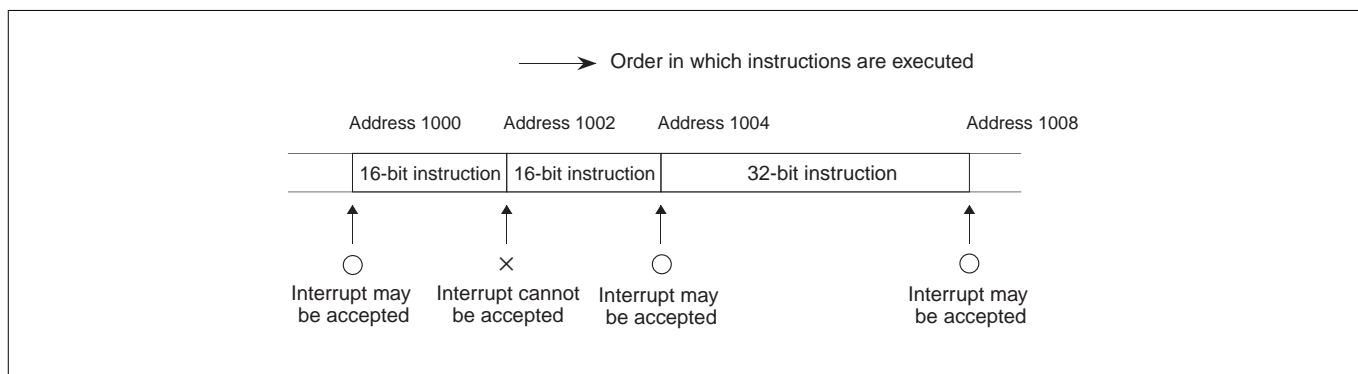 Order in which instructions are executed
Address 1000 Address 1002 Address 1004 Address 1008
16-bit instruction 16-bit instruction 32-bit instruction
Interrupt may be accepted
Interrupt cannot be accepted
Interrupt may be accepted
Interrupt may be accepted